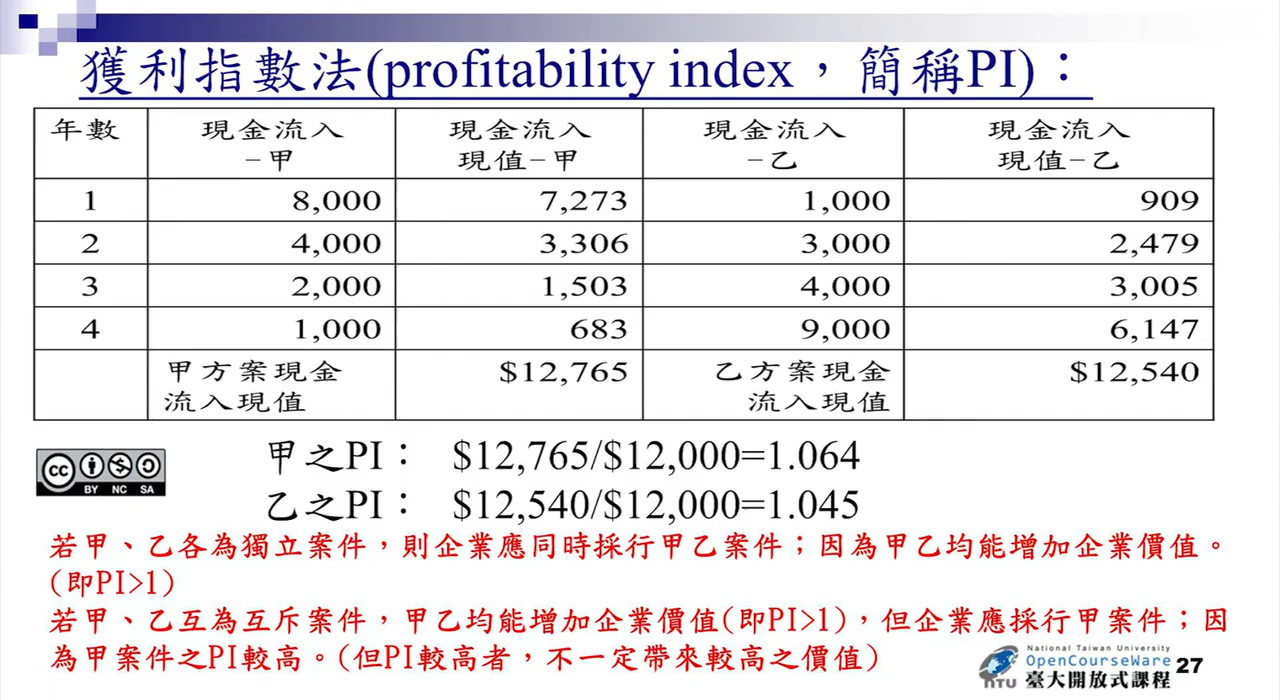 獲利指數法(profitability index，簡稱PI)：
年數 現金流入-甲 現金流入現值-甲 現金流入-乙 現金流入現值-乙
1 8,000 7,273 1,000 909
2 4,000 3,306 3,000 2,479
3 2,000 1,503 4,000 3,005
4 1,000 683 9,000 6,147
甲方案現金流入現值 $12,765 乙方案現金流入現值 $12,540
甲之PI： $12,765/$12,000=1.064
乙之PI： $12,540/$12,000=1.045
若甲、乙各為獨立案件，則企業應同時採行甲乙案件；因為甲乙均能增加企業價值。
(即PI>1)
若甲、乙互為互斥案件，甲乙均能增加企業價值(即PI>1)，但企業應採行甲案件；因
為甲案件之PI較高。(但PI較高者，不一定帶來較高之價值)
cc BY NC SA
National Taiwan University
OpenCourseWare
NTU 臺大開放式課程
27